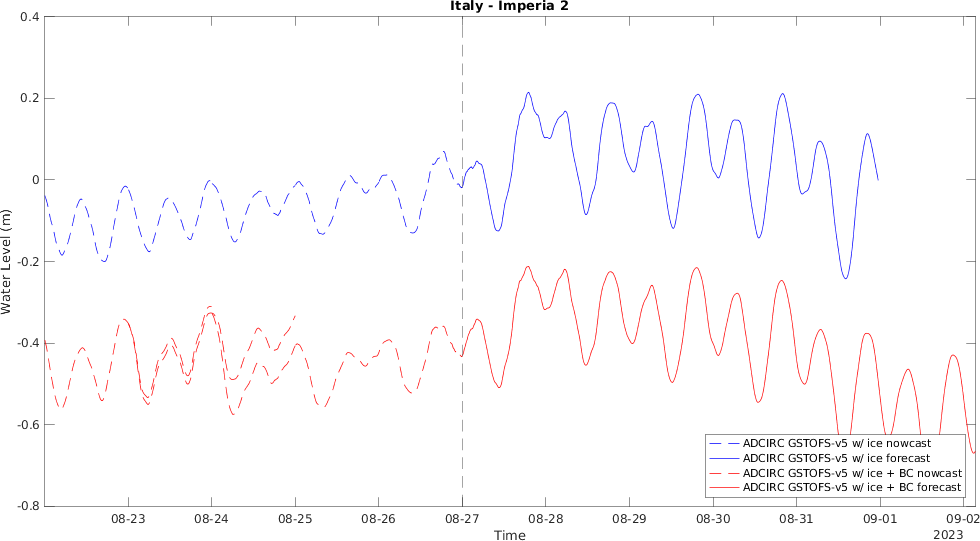 Italy - Imperia 2
0.4
0.2
0
-0.2
-0.4
-0.6
-0.8
Water Level (m)
ADCIRC GSTOFS-v5 w/ ice nowcast
ADCIRC GSTOFS-v5 w/ ice forecast
ADCIRC GSTOFS-v5 w/ ice + BC nowcast
ADCIRC GSTOFS-v5 w/ ice + BC forecast
08-23 08-24 08-25 08-26 08-27 08-28 08-29 08-30 08-31 09-01 09-02
Time
2023